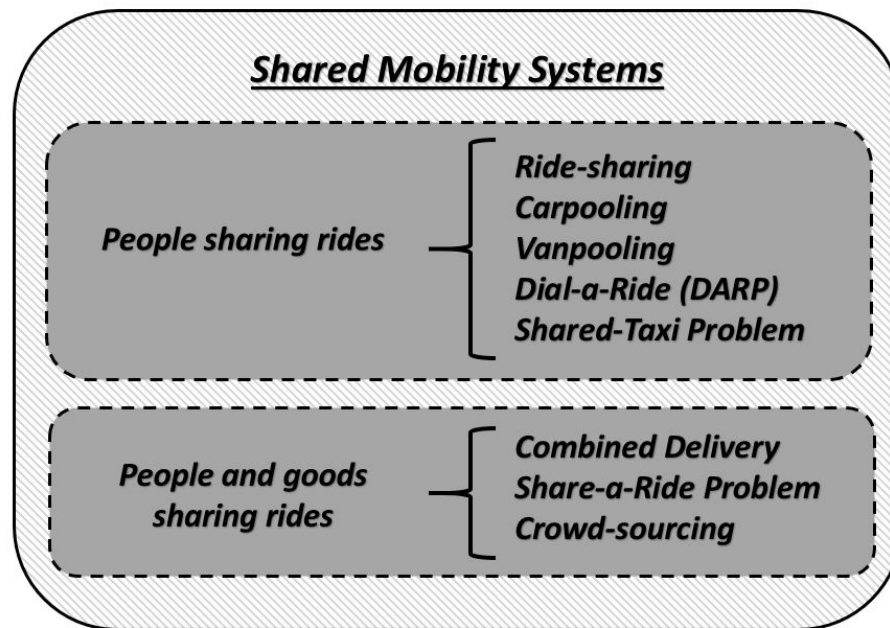 Shared Mobility Systems
People sharing rides
Ride-sharing
Carpooling
Vanpooling
Dial-a-Ride (DARP)
Shared-Taxi Problem
People and goods
sharing rides
Combined Delivery
Share-a-Ride Problem
Crowd-sourcing